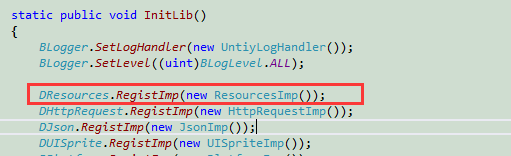 static public void InitLib()
{
BLogger.SetLogHandler(new UntiyLogHandler());
BLogger.SetLevel((uint)BLogLevel.ALL);
DResources.RegistImp(new ResourcesImp());
DHttpRequest.RegistImp(new HttpRequestImp());
DJson.RegistImp(new JsonImp());
DUISprite.RegistImp(new UISpriteImp());